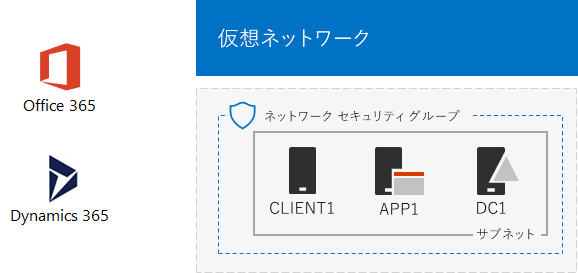 Office 365
Dynamics 365
仮想ネットワーク
ネットワーク セキュリティ グループ
CLIENT1
APP1
DC1
サブネット